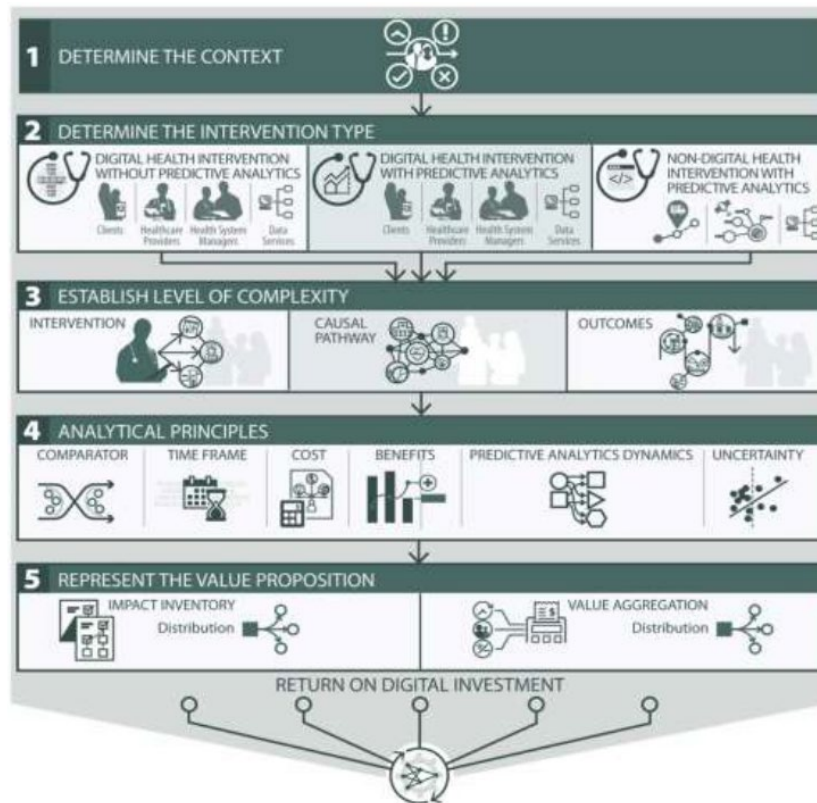 1 DETERMINE THE CONTEXT
2 DETERMINE THE INTERVENTION TYPE
DIGITAL HEALTH INTERVENTION
WITHOUT PREDICTIVE ANALYTICS
Clients
Healthcare
Providers
Health System
Managers
Data
Services
DIGITAL HEALTH INTERVENTION
WITH PREDICTIVE ANALYTICS
Clients
Healthcare
Providers
Health System
Managers
Data
Services
NON-DIGITAL HEALTH
INTERVENTION WITH
PREDICTIVE ANALYTICS
</>
3 ESTABLISH LEVEL OF COMPLEXITY
INTERVENTION
CAUSAL
PATHWAY
OUTCOMES
4 ANALYTICAL PRINCIPLES
COMPARATOR
TIME FRAME
COST
BENEFITS
PREDICTIVE ANALYTICS DYNAMICS
UNCERTAINTY
5 REPRESENT THE VALUE PROPOSITION
IMPACT INVENTORY
Distribution
VALUE AGGREGATION
Distribution
RETURN ON DIGITAL INVESTMENT